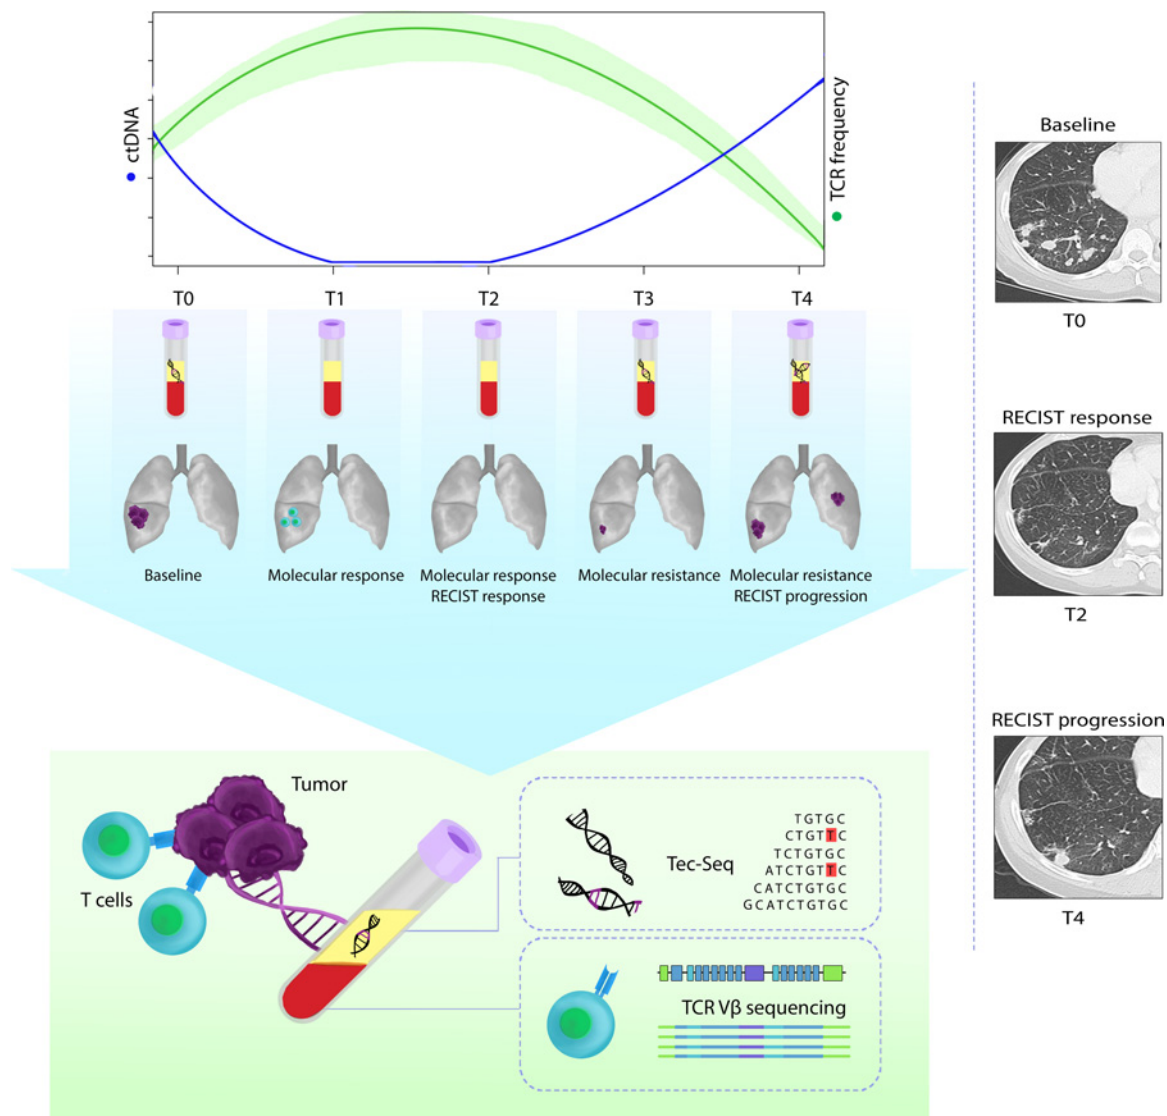 ctDNA
TCR frequency
T0
T1
T2
T3
T4
Baseline
Molecular response
Molecular response
RECIST response
Molecular resistance
Molecular resistance
RECIST progression
Baseline
T0
RECIST response
T2
RECIST progression
T4
Tumor
T cells
Tec-Seq
TGTGC
CTGTTC
TCTGTGC
ATCTGTTC
CATCTGTGC
GCATCTGTGC
T
TCR Vβ sequencing